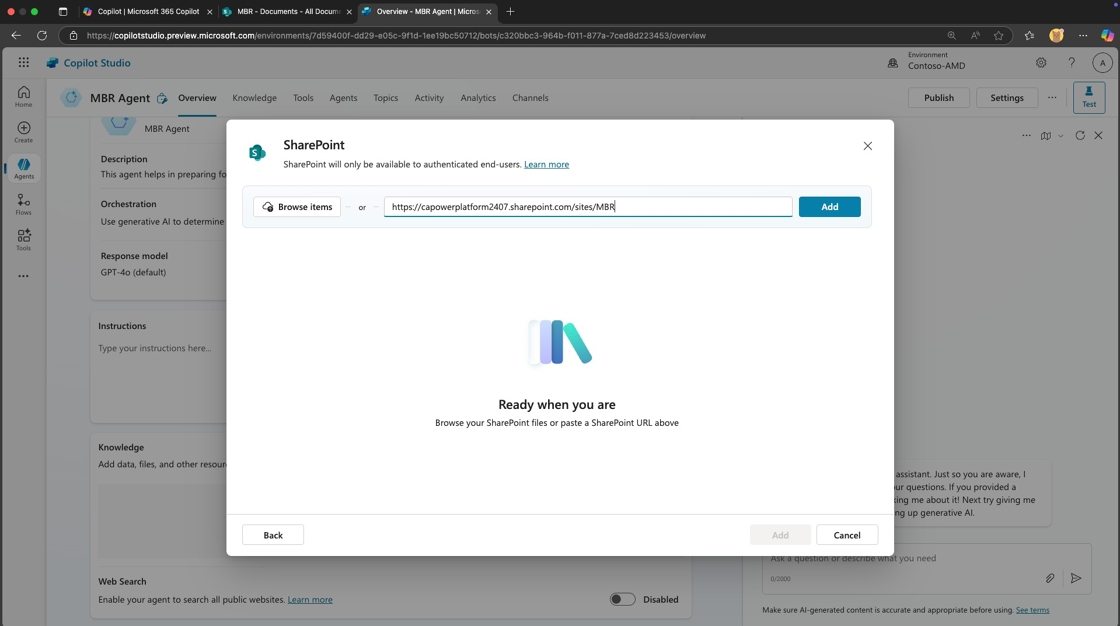 Copilot | Microsoft 365 Copilot
MBR - Documents - All Docum
Overview - MBR Agent | Micros
https://copilotstudio.preview.microsoft.com/environments/7d59400f-dd29-e05c-9f1d-1ee19bc50712/bots/c320bbc3-964b-f011-877a-7ced8d223453/overview
Copilot Studio
Environment
Contoso-AMD
A
Home
Create
Agents
Flows
Tools
MBR Agent
Overview
Knowledge
Tools
Agents
Topics
Activity
Analytics
Channels
Publish
Settings
Test
MBR Agent
Description
This agent helps in preparing fo
Orchestration
Use generative AI to determine
Response model
GPT-4o (default)
Instructions
Type your instructions here...
Knowledge
Add data, files, and other resour
Web Search
Enable your agent to search all public websites. Learn more
Disabled
SharePoint
SharePoint will only be available to authenticated end-users. Learn more
Browse items
or
https://capowerplatform2407.sharepoint.com/sites/MBR
Add
Ready when you are
Browse your SharePoint files or paste a SharePoint URL above
Back
Add
Cancel
assistant. Just so you are aware, I
ur questions. If you provided a
king me about it! Next try giving me
ng up generative AI.
Ask a question or describe what you need
0/2000
Make sure AI-generated content is accurate and appropriate before using. See terms